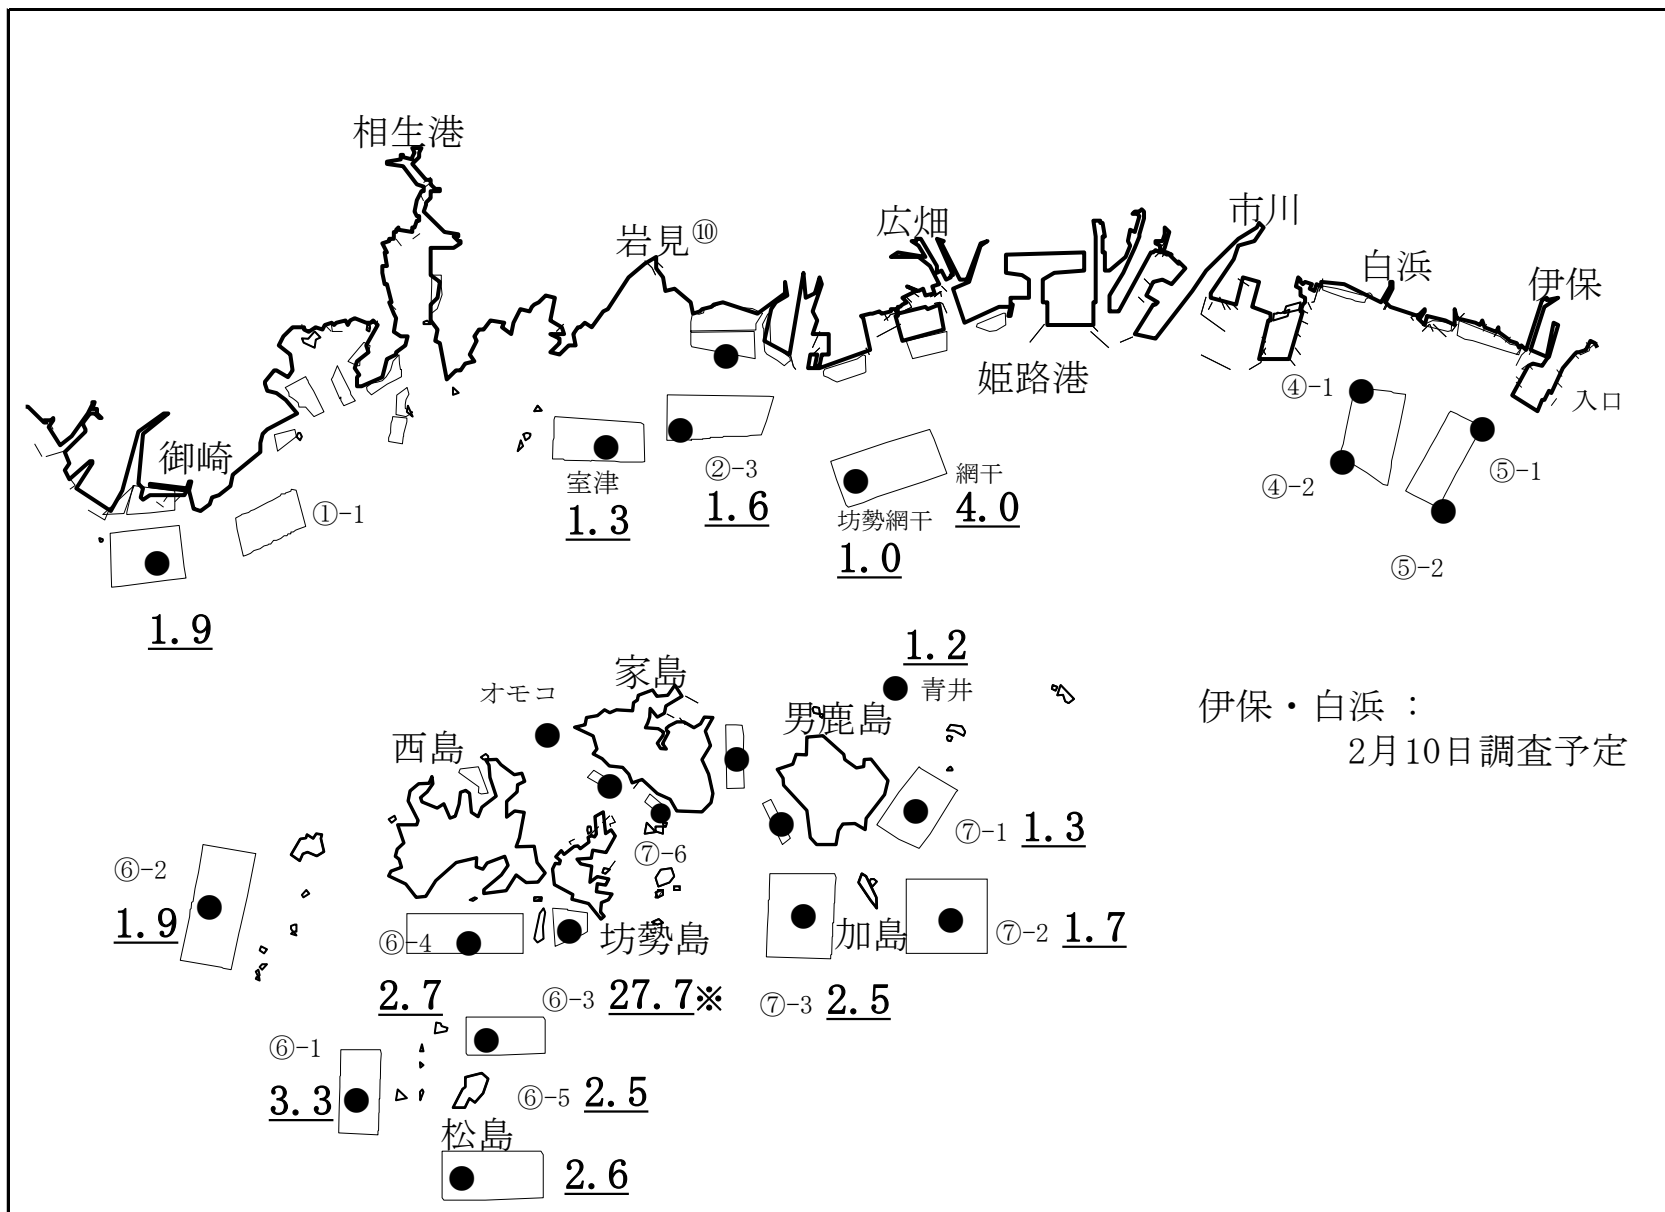 相生港
岩見⑩
広畑
市川
白浜
伊保
姫路港
④-1
入口
御崎
室津
②-3
網干
④-2
⑤-1
①-1
1.3
1.6
坊勢網干
4.0
1.0
⑤-2
1.9
1.2
オモコ
家島
青井
西島
男鹿島
伊保・白浜 :
2月10日調査予定
⑦-6
⑦-1 1.3
⑥-2
1.9
⑥-4
坊勢島
加島
⑦-2 1.7
2.7
⑥-3 27.7※
⑦-3 2.5
⑥-1
3.3
⑥-5 2.5
松島
2.6